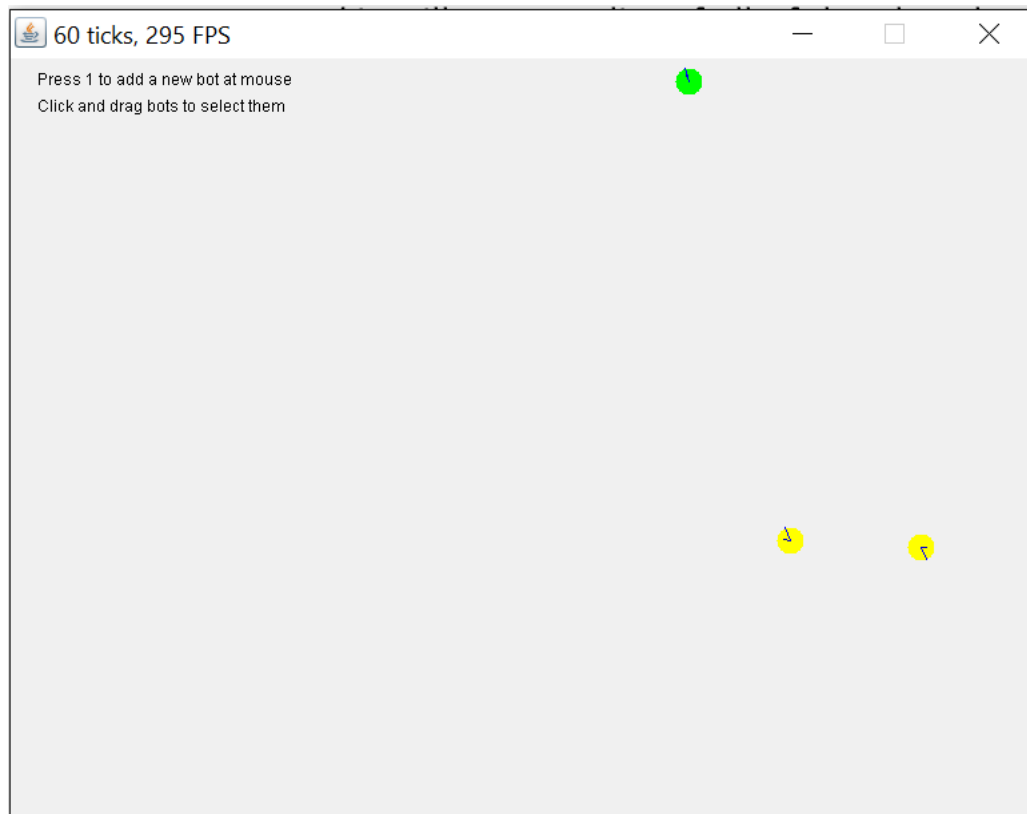 60 ticks, 295 FPS
Press 1 to add a new bot at mouse
Click and drag bots to select them